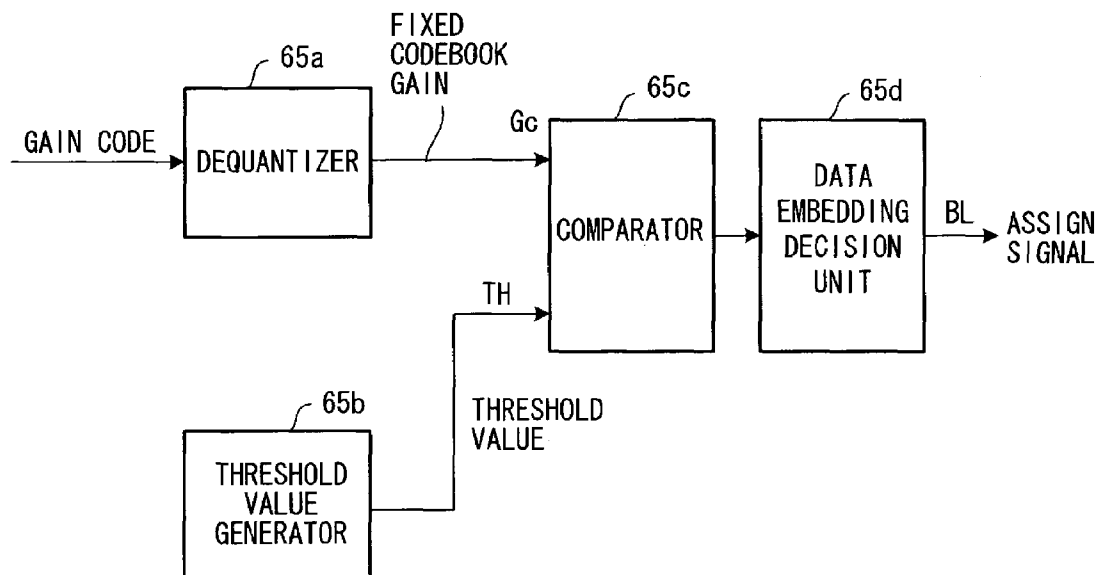 FIXED
CODEBOOK
GAIN
65a
65c
65d
GAIN CODE
DEQUANTIZER
Gc
COMPARATOR
DATA
EMBEDDING
DECISION
UNIT
BL
ASSIGN
SIGNAL
TH
THRESHOLD
VALUE
65b
THRESHOLD
VALUE
GENERATOR